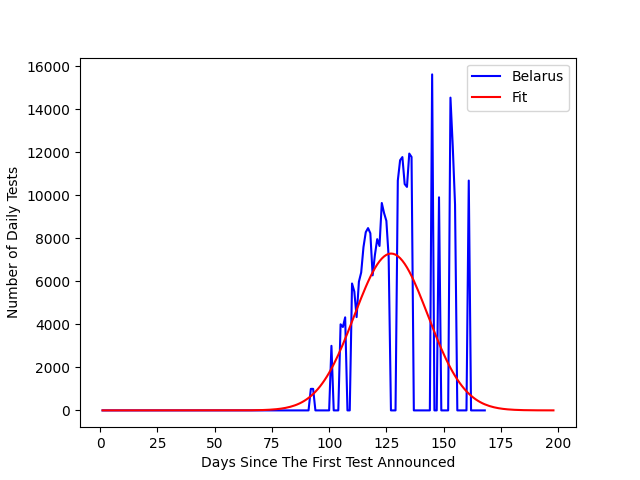 Belarus
Fit
16000
14000
12000
10000
8000
6000
4000
2000
0
Number of Daily Tests
0 25 50 75 100 125 150 175 200
Days Since The First Test Announced